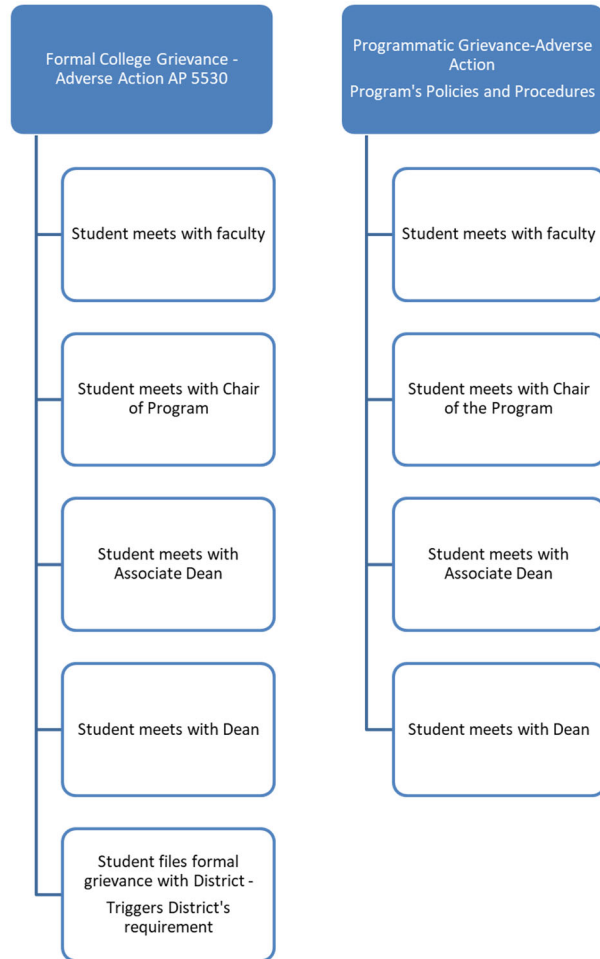 Formal College Grievance -
Adverse Action AP 5530
Student meets with faculty
Student meets with Chair
of Program
Student meets with
Associate Dean
Student meets with Dean
Student files formal
grievance with District -
Triggers District's
requirement
Programmatic Grievance-Adverse
Action
Program's Policies and Procedures
Student meets with faculty
Student meets with Chair
of the Program
Student meets with
Associate Dean
Student meets with Dean